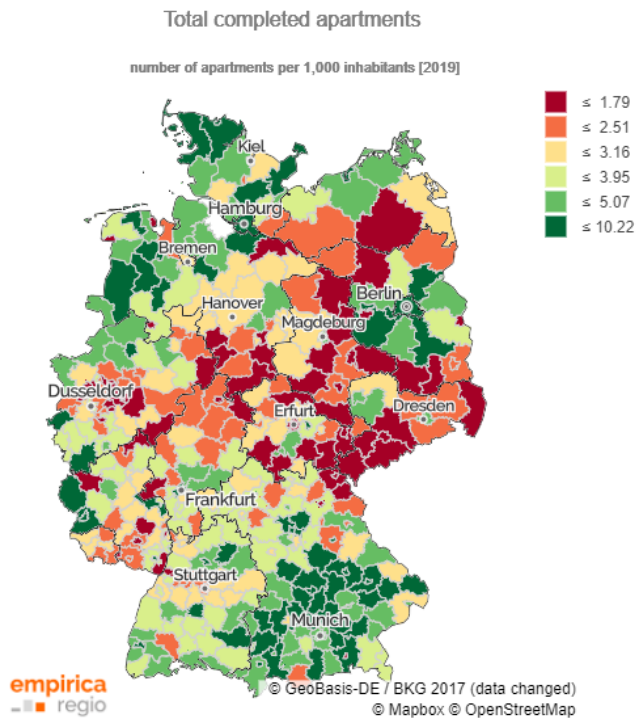 Total completed apartments
number of apartments per 1,000 inhabitants [2019]
≤ 1.79
≤ 2.51
≤ 3.16
≤ 3.95
≤ 5.07
≤ 10.22
Kiel
Hamburg
Bremen
Hanover
Berlin
Magdeburg
Dusseldorf
Erfurt
Dresden
Frankfurt
Stuttgart
Munich
empirica
regio
© GeoBasis-DE / BKG 2017 (data changed)
© Mapbox © OpenStreetMap